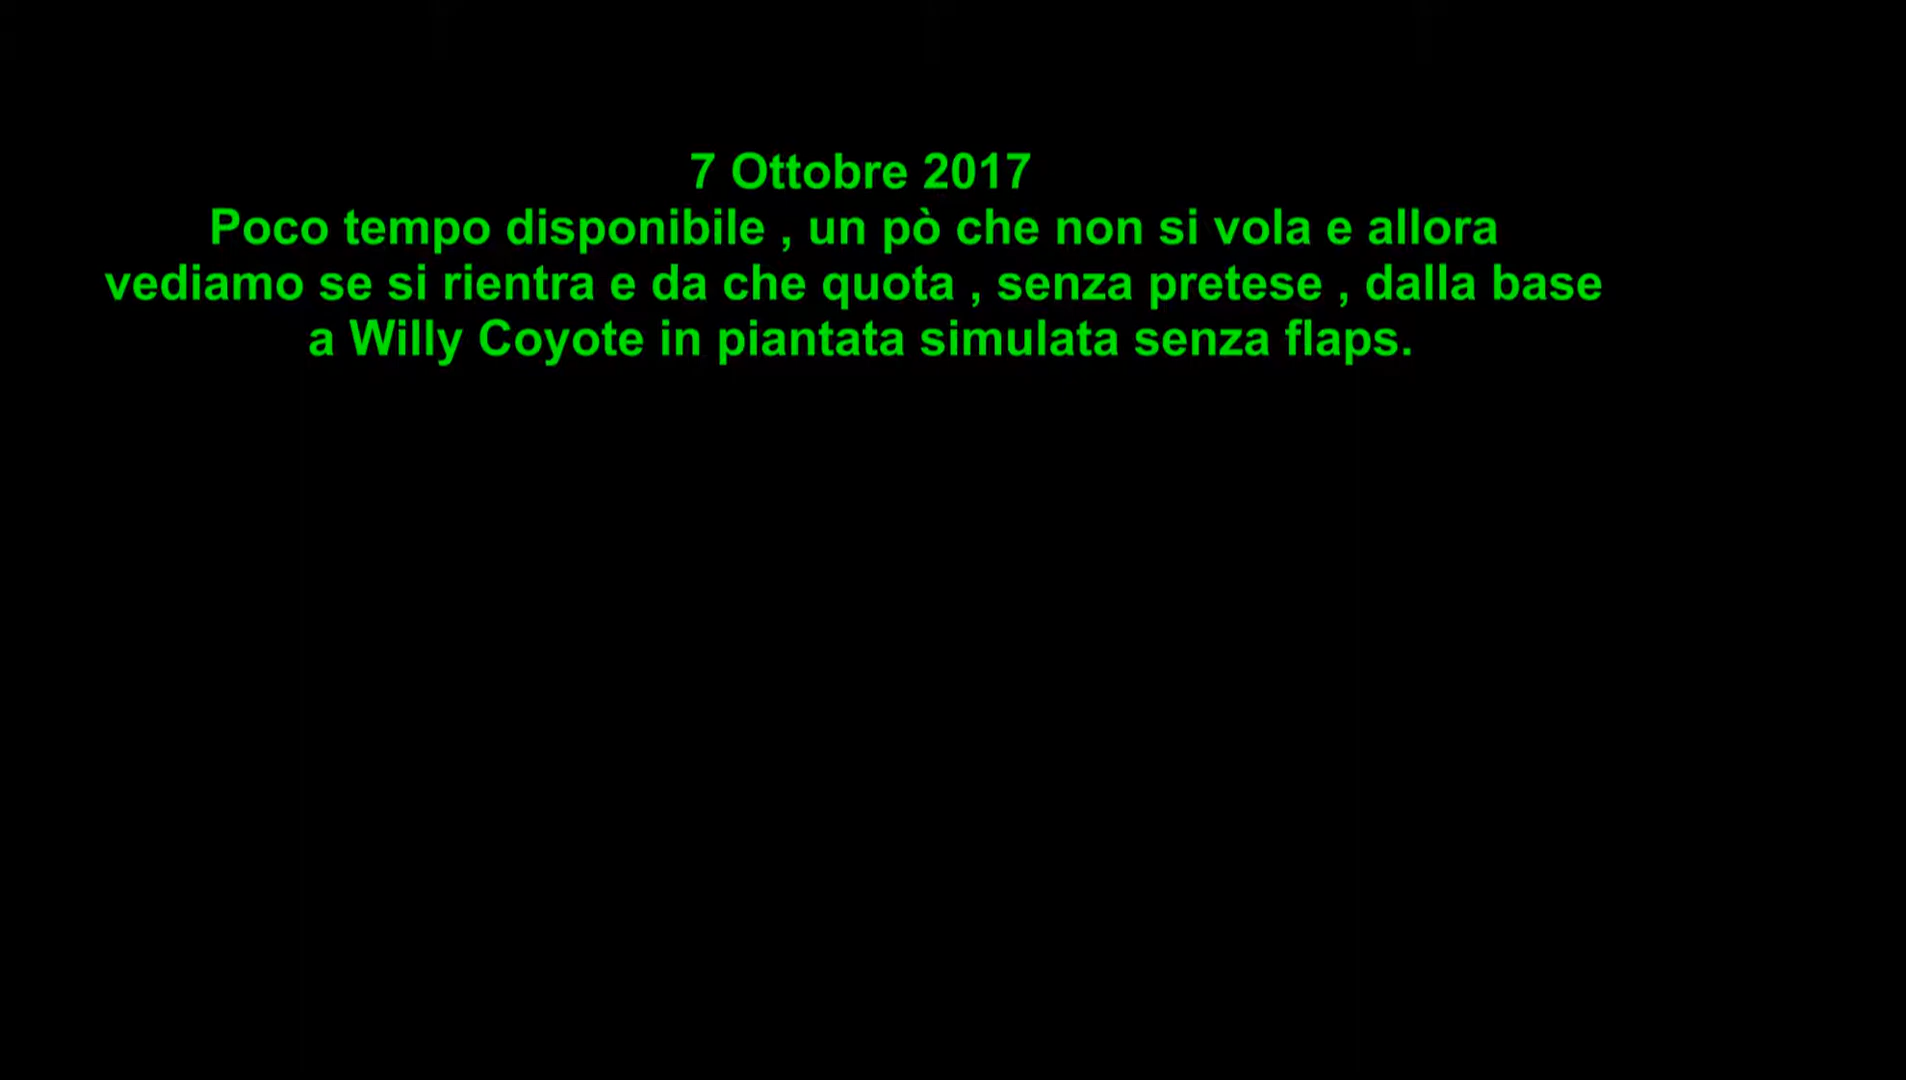 7 Ottobre 2017
Poco tempo disponibile , un pò che non si vola e allora
vediamo se si rientra e da che quota , senza pretese , dalla base
a Willy Coyote in piantata simulata senza flaps.